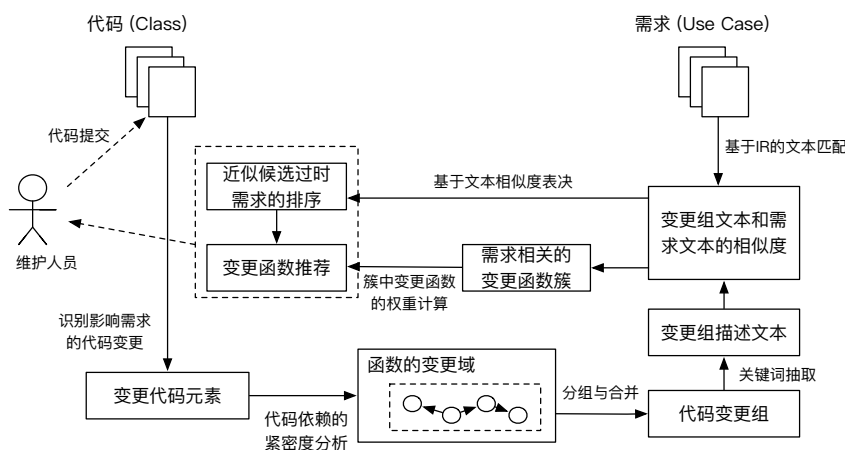 代码 (Class)
需求 (Use Case)
代码提交
基于IR的文本匹配
近似候选过时
需求的排序
基于文本相似度表决
变更组文本和需
求文本的相似度
维护人员
变更函数推荐
簇中变更函数
的权重计算
需求相关的
变更函数簇
识别影响需求
的代码变更
变更组描述文本
函数的变更域
关键词抽取
变更代码元素
代码依赖的
紧密度分析
分组与合并
代码变更组